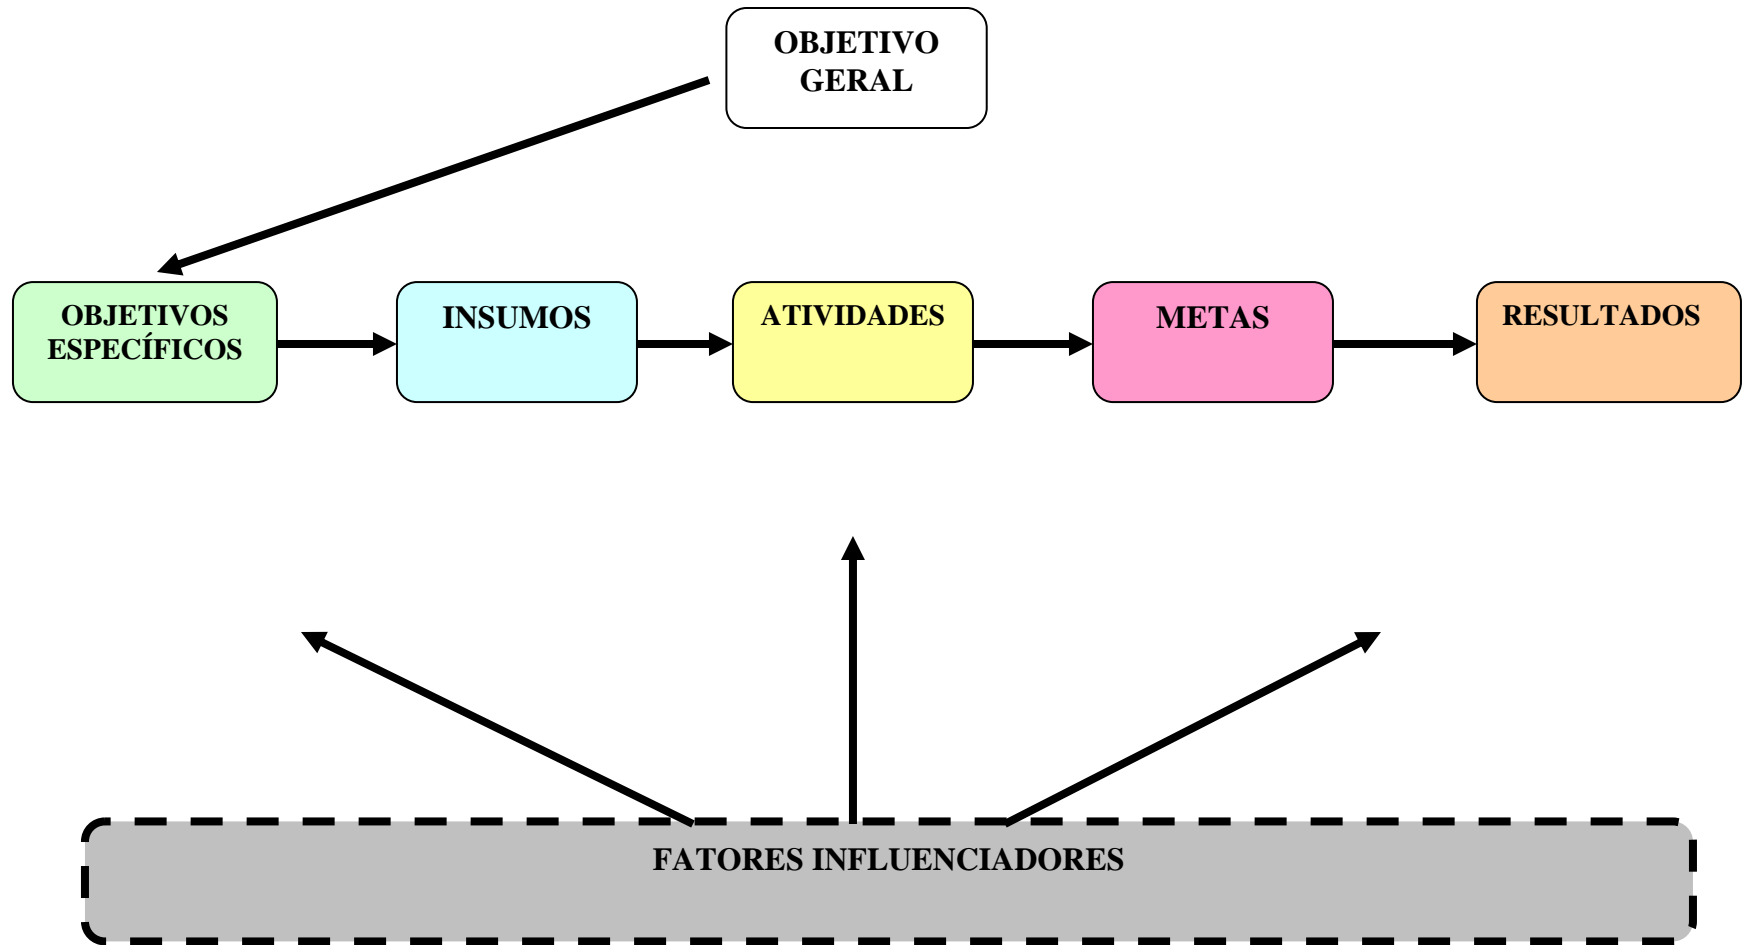 OBJETIVO
GERAL
OBJETIVOS
ESPECÍFICOS
INSUMOS
ATIVIDADES
METAS
RESULTADOS
FATORES INFLUENCIADORES